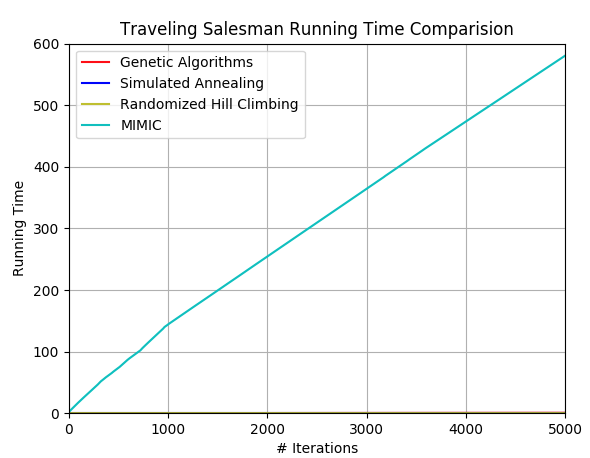 Traveling Salesman Running Time Comparision
Genetic Algorithms
Simulated Annealing
Randomized Hill Climbing
MIMIC
Running Time
600
500
400
300
200
100
0
0 1000 2000 3000 4000 5000
# Iterations